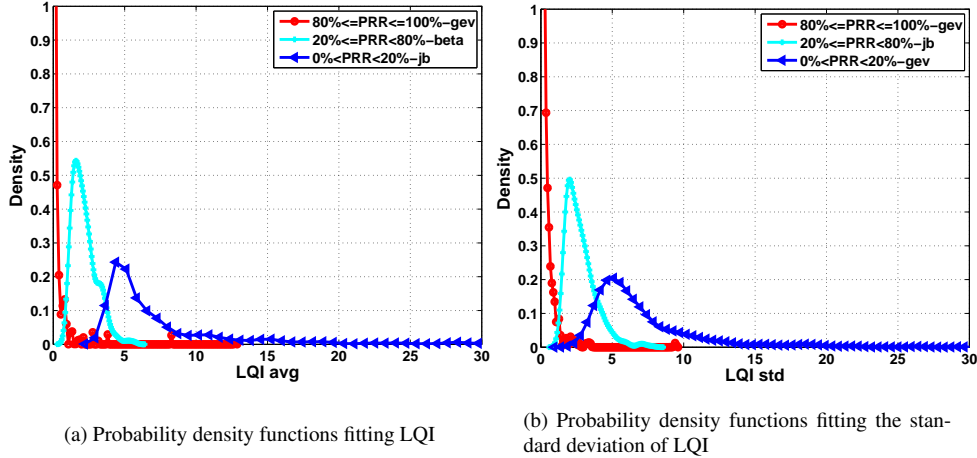 1
0.9
0.8
0.7
0.6
0.5
0.4
0.3
0.2
0.1
0
Density
80%<=PRR<=100%-gev
20%<=PRR<80%-beta
0%<PRR<20%-jb
0 5 10 15 20 25 30
LQI avg
(a) Probability density functions fitting LQI
1
0.9
0.8
0.7
0.6
0.5
0.4
0.3
0.2
0.1
0
Density
80%<=PRR<=100%-gev
20%<=PRR<80%-jb
0%<PRR<20%-gev
0 5 10 15 20 25 30
LQI std
(b) Probability density functions fitting the stan-
dard deviation of LQI